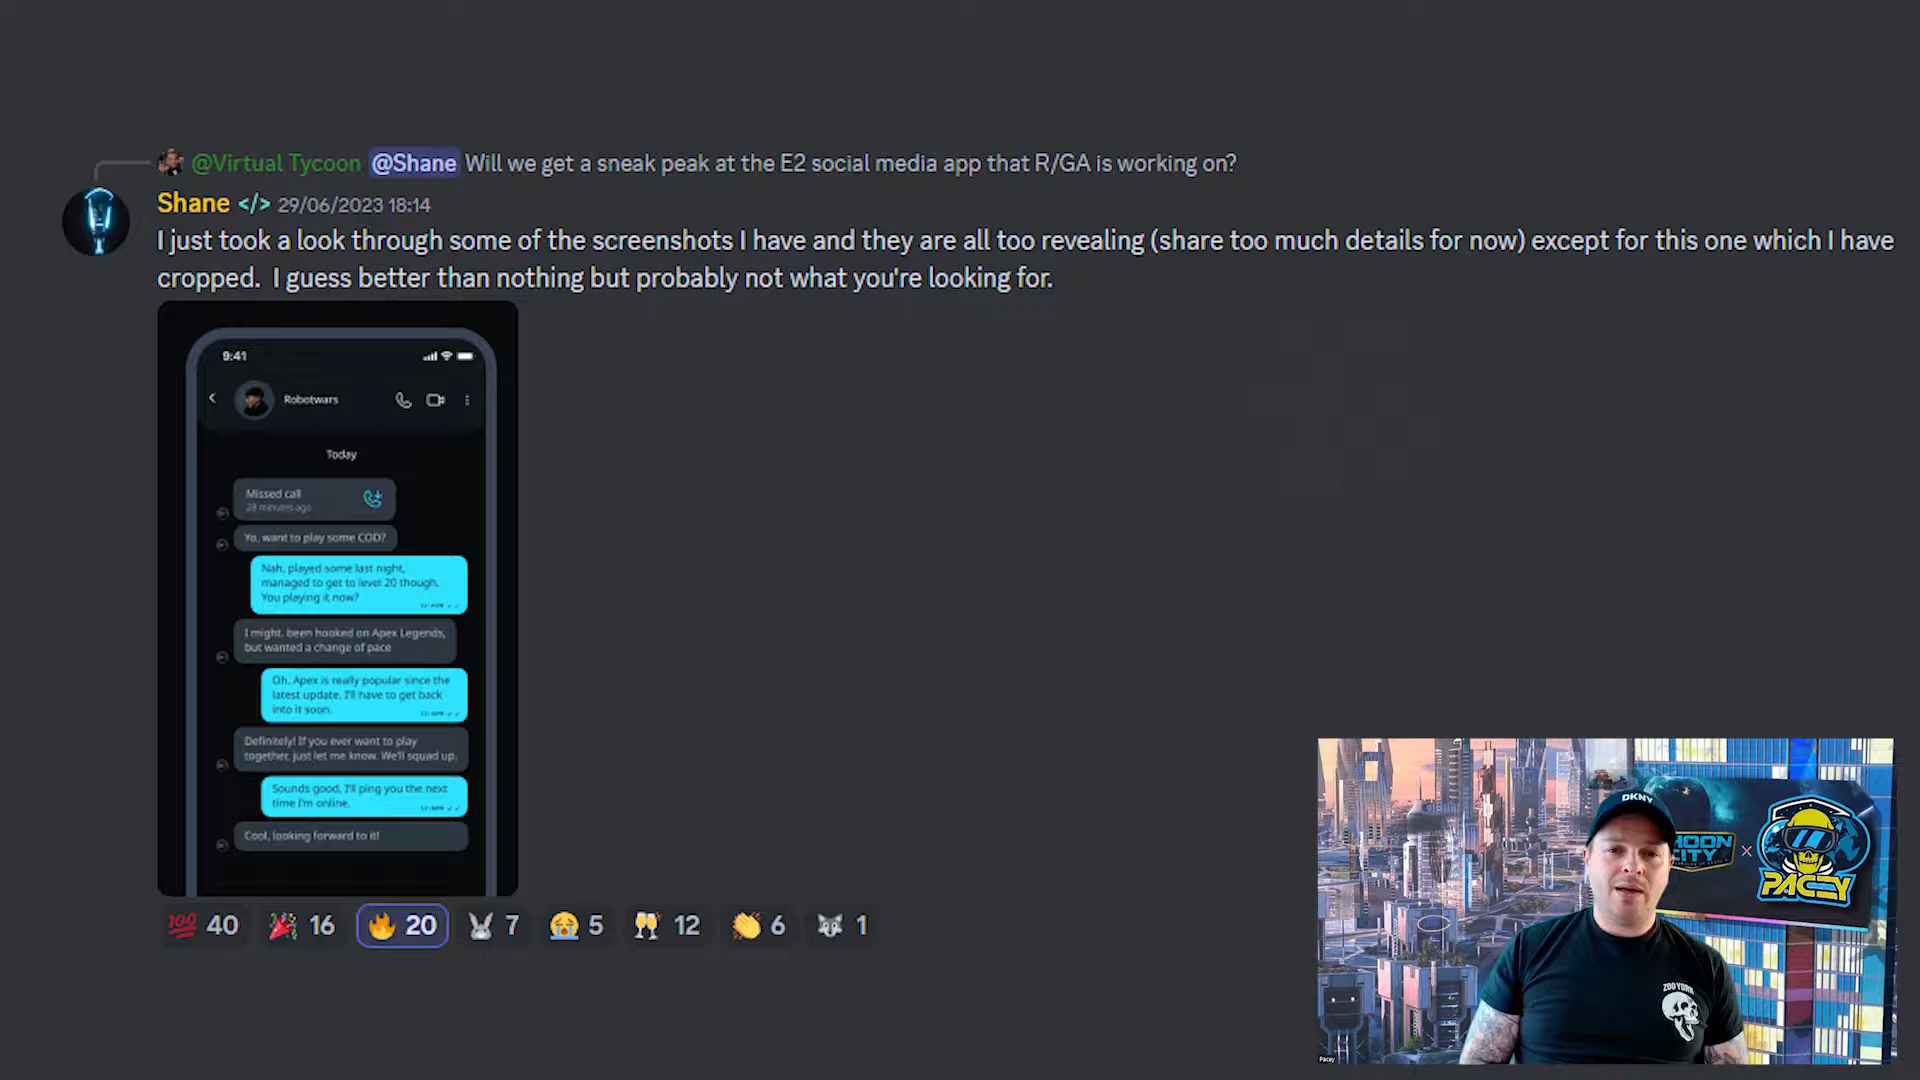 @Virtual Tycoon @Shane Will we get a sneak peak at the E2 social media app that R/GA is working on?
Shane </> 29/06/2023 18:14
I just took a look through some of the screenshots I have and they are all too revealing (share too much details for now) except for this one which I have
cropped. I guess better than nothing but probably not what you're looking for.
9:41
Robotwars
Today
Missed call
23 minutes ago
Yo, want to play some COD?
Nah, played some last night,
managed to get to level 20 though.
You playing it now?
I might, been hooked on Apex Legends,
but wanted a change of pace
Oh, Apex is really popular since the
latest update, I'll have to get back
into it soon.
Definitely! If you ever want to play
together, just let me know. We'll squad up.
Sounds good, I'll ping you the next
time I'm online.
Cool, looking forward to it!
100 40 16 20 7 5 12 6 1
DKNY
CITY X PACEY
ZOO YORK
Pacey